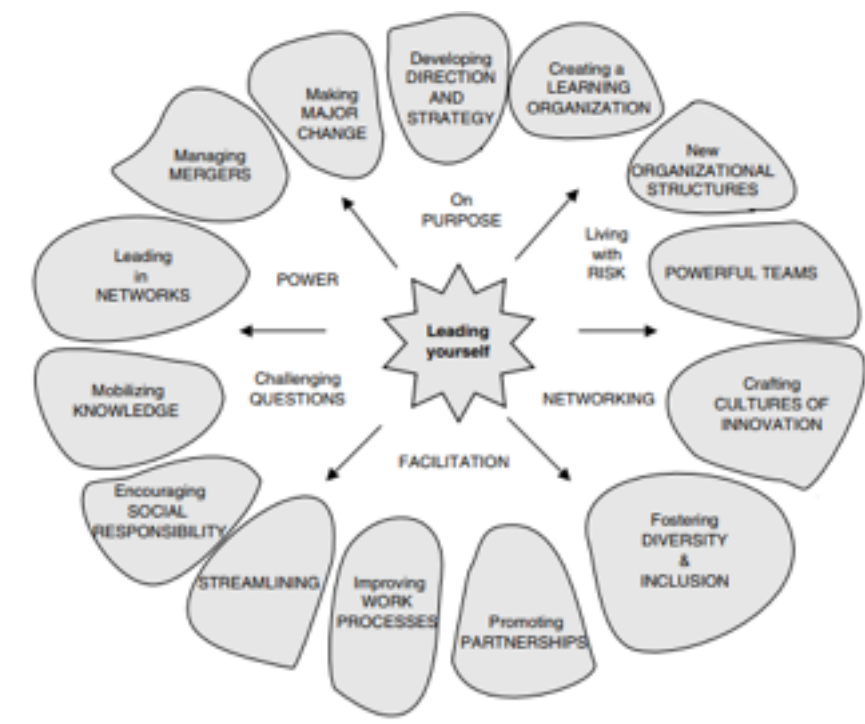 Developing
DIRECTION
AND
STRATEGY
Creating a
LEARNING
ORGANIZATION
New
ORGANIZATIONAL
STRUCTURES
POWERFUL TEAMS
Crafting
CULTURES OF
INNOVATION
Fostering
DIVERSITY
&
INCLUSION
Promoting
PARTNERSHIPS
Improving
WORK
PROCESSES
STREAMLINING
Encouraging
SOCIAL
RESPONSIBILITY
Mobilizing
KNOWLEDGE
Leading
in
NETWORKS
Managing
MERGERS
Making
MAJOR
CHANGE
On
PURPOSE
Living
with
RISK
NETWORKING
FACILITATION
Challenging
QUESTIONS
POWER
Leading
yourself